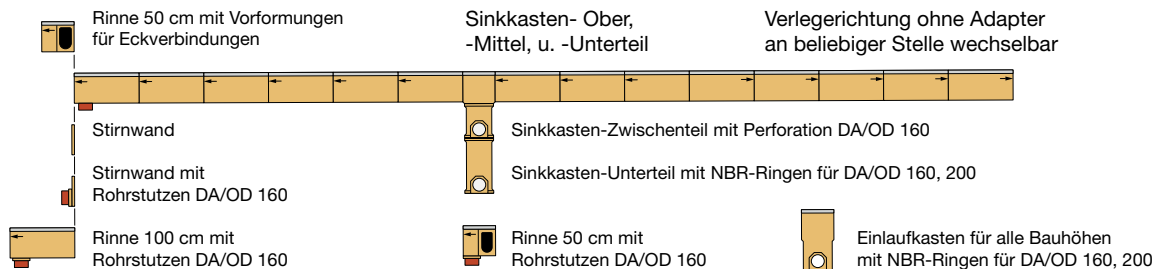 Rinne 50 cm mit Vorformungen
für Eckverbindungen
Sinkkasten- Ober,
-Mittel, u. -Unterteil
Verlegerichtung ohne Adapter
an beliebiger Stelle wechselbar
Stirnwand
Sinkkasten-Zwischenteil mit Perforation DA/OD 160
Stirnwand mit
Rohrstutzen DA/OD 160
Sinkkasten-Unterteil mit NBR-Ringen für DA/OD 160, 200
Rinne 100 cm mit
Rohrstutzen DA/OD 160
Rinne 50 cm mit
Rohrstutzen DA/OD 160
Einlaufkasten für alle Bauhöhen
mit NBR-Ringen für DA/OD 160, 200